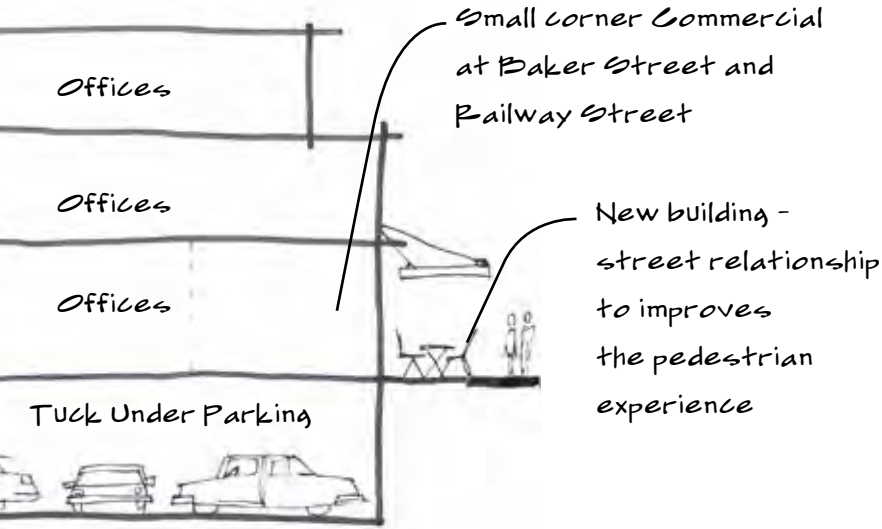 Small corner Commercial
at Baker Street and
Railway Street
Offices
Offices
New building -
street relationship
to improves
the pedestrian
experience
Offices
Tuck Under Parking